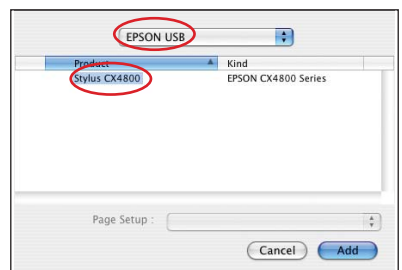 EPSON USB
Product Kind
Stylus CX4800 EPSON CX4800 Series
Page Setup :
Cancel Add